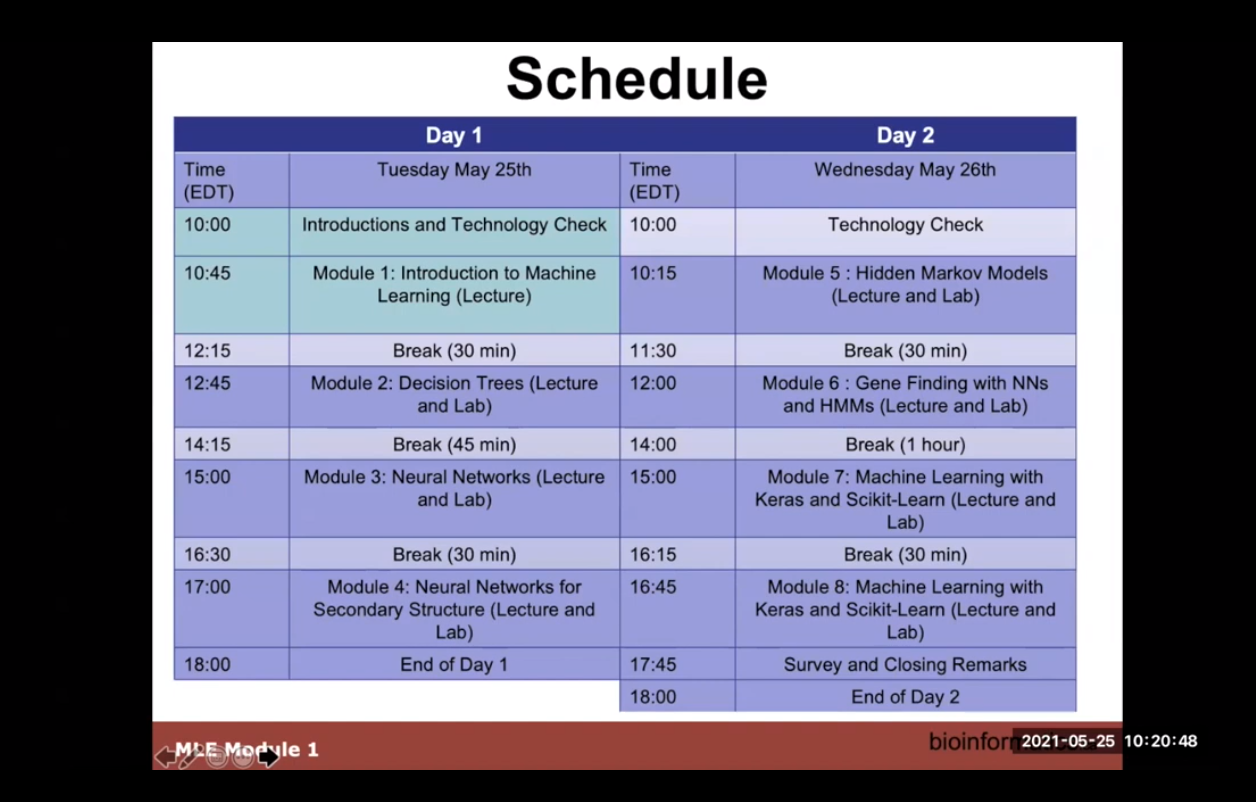 Schedule
Day 1 Day 2
Time Tuesday May 25th Time Wednesday May 26th
(EDT) (EDT)
10:00 Introductions and Technology Check 10:00 Technology Check
10:45 Module 1: Introduction to Machine 10:15 Module 5 : Hidden Markov Models
Learning (Lecture) (Lecture and Lab)
12:15 Break (30 min) 11:30 Break (30 min)
12:45 Module 2: Decision Trees (Lecture 12:00 Module 6 : Gene Finding with NNs
and Lab) and HMMs (Lecture and Lab)
14:15 Break (45 min) 14:00 Break (1 hour)
15:00 Module 3: Neural Networks (Lecture 15:00 Module 7: Machine Learning with
and Lab) Keras and Scikit-Learn (Lecture and
Lab)
16:30 Break (30 min) 16:15 Break (30 min)
17:00 Module 4: Neural Networks for 16:45 Module 8: Machine Learning with
Secondary Structure (Lecture and Keras and Scikit-Learn (Lecture and
Lab) Lab)
18:00 End of Day 1 17:45 Survey and Closing Remarks
18:00 End of Day 2
MLE Module 1 2021-05-25 10:20:48